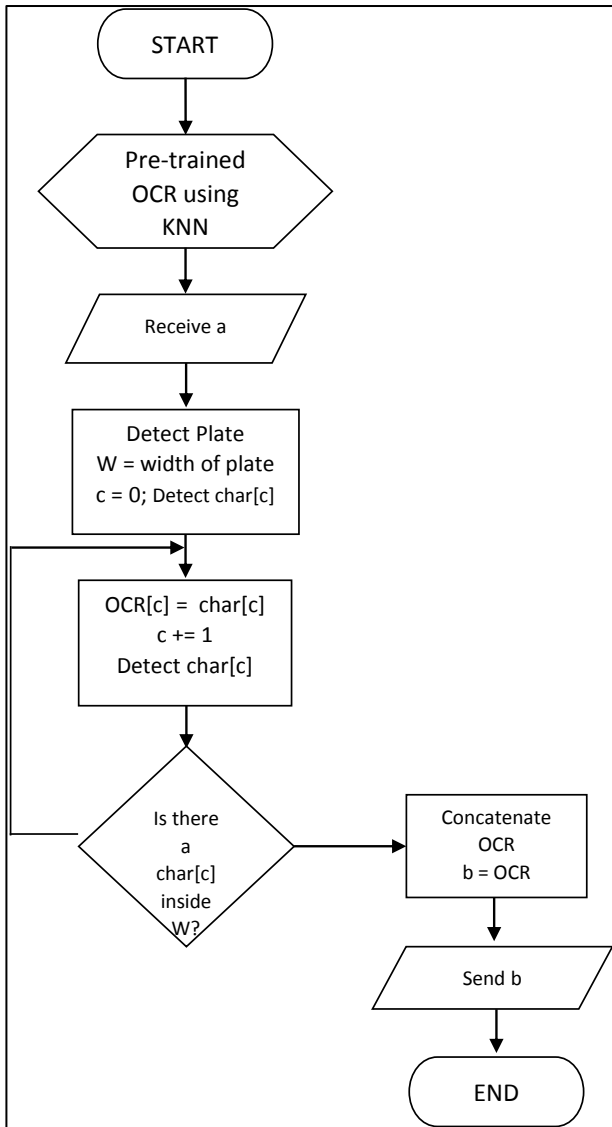 START
Pre-trained
OCR using
KNN
Receive a
Detect Plate
W = width of plate
c = 0; Detect char[c]
OCR[c] = char[c]
c += 1
Detect char[c]
Is there
a
char[c]
inside
W?
Concatenate
OCR
b = OCR
Send b
END